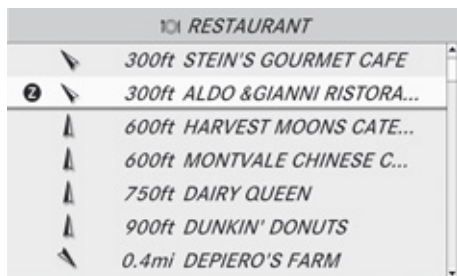 RESTAURANT
300ft STEIN'S GOURMET CAFE
2 300ft ALDO &GIANNI RISTORA...
600ft HARVEST MOONS CATE...
600ft MONTVALE CHINESE C...
750ft DAIRY QUEEN
900ft DUNKIN' DONUTS
0.4mi DEPIERO'S FARM